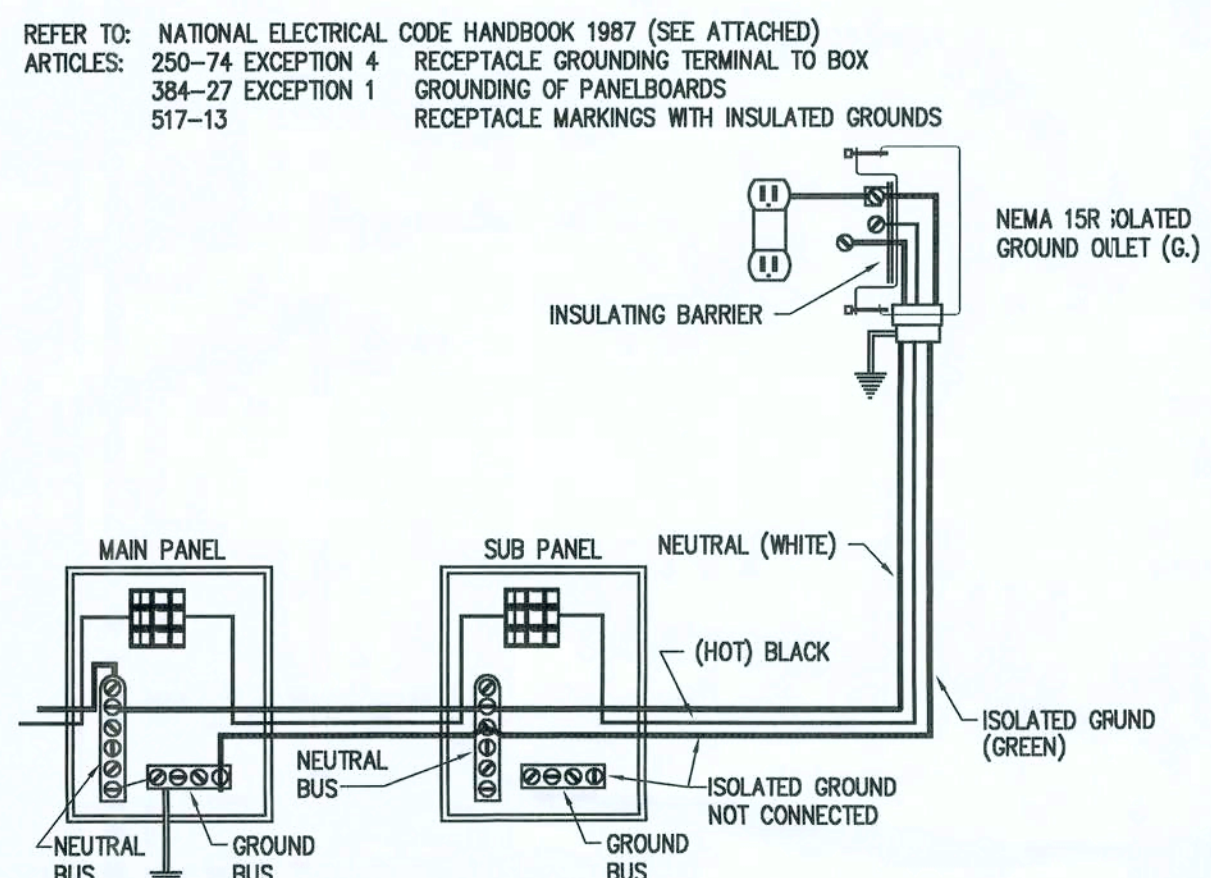 REFER TO: NATIONAL ELECTRICAL CODE HANDBOOK 1987 (SEE ATTACHED)
ARTICLES: 250-74 EXCEPTION 4 RECEPTACLE GROUNDING TERMINAL TO BOX
384-27 EXCEPTION 1 GROUNDING OF PANELBOARDS
517-13 RECEPTACLE MARKINGS WITH INSULATED GROUNDS
NEMA 15R
GROUND OULET (G.)
INSULATING BARRIER
MAIN PANEL
SUB PANEL
NEUTRAL (WHITE)
(HOT) BLACK
ISOLATED GRUND
(GREEN)
NEUTRAL
BUS
ISOLATED GROUND
NOT CONNECTED
NEUTRAL
BUS
GROUND
BUS
GROUND
BUS